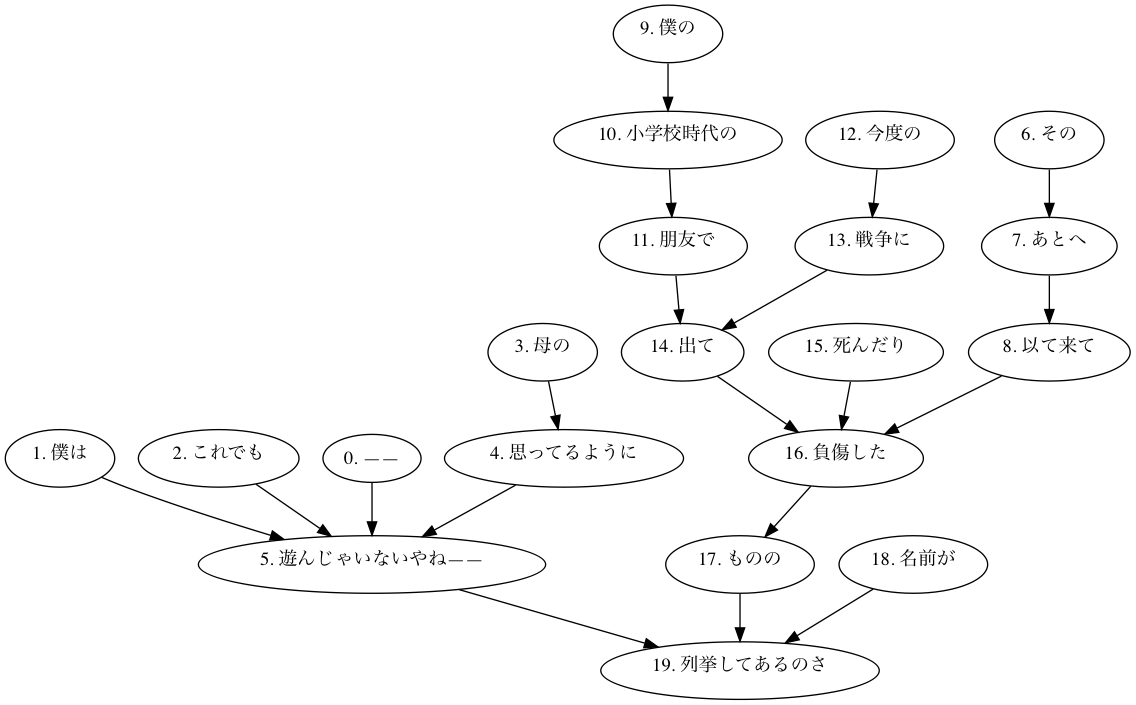 9. 僕の
10. 小学校時代の
12. 今度の
6. その
11. 朋友で
13. 戦争に
7. あとへ
3. 母の
14. 出て
15. 死んだり
8. 以て来て
1. 僕は
2. これでも
0. ——
4. 思ってるように
16. 負傷した
5. 遊んじゃいないやね——
17. ものの
18. 名前が
19. 列挙してあるのさ